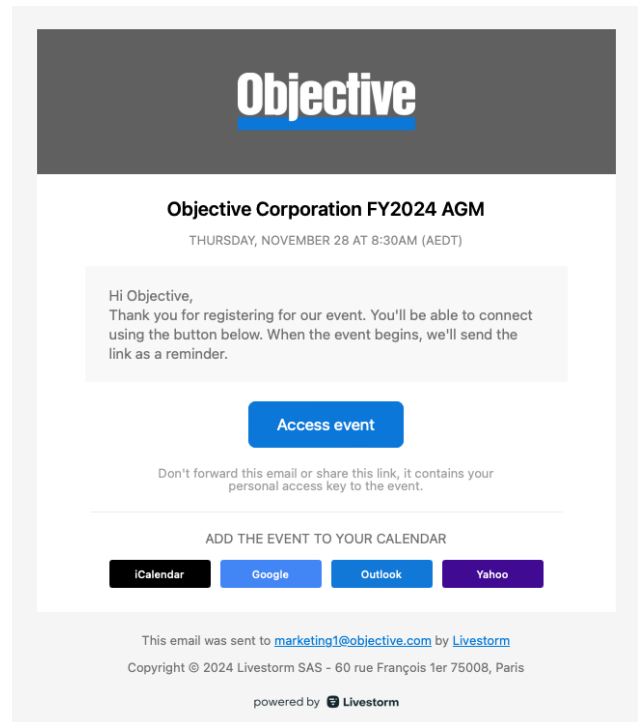 Objective
Objective Corporation FY2024 AGM
THURSDAY, NOVEMBER 28 AT 8:30AM (AEDT)
Hi Objective,
Thank you for registering for our event. You'll be able to connect
using the button below. When the event begins, we'll send the
link as a reminder.
Access event
Don't forward this email or share this link, it contains your
personal access key to the event.
ADD THE EVENT TO YOUR CALENDAR
iCalendar Google Outlook Yahoo
This email was sent to marketing1@objective.com by Livestorm
Copyright © 2024 Livestorm SAS - 60 rue François 1er 75008, Paris
powered by Livestorm